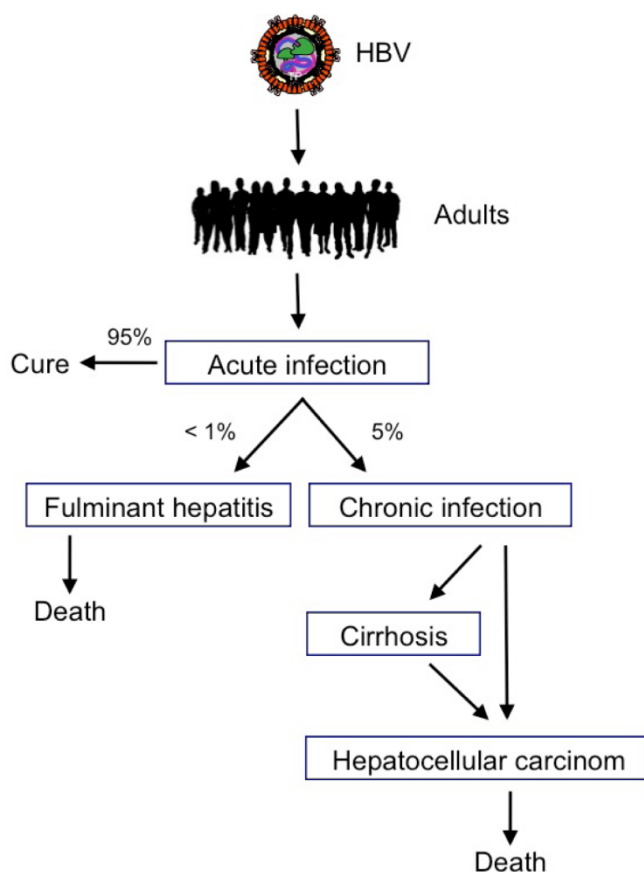 HBV
Adults
95%
Cure
Acute infection
< 1%
5%
Fulminant hepatitis
Chronic infection
Death
Cirrhosis
Hepatocellular carcinom
Death